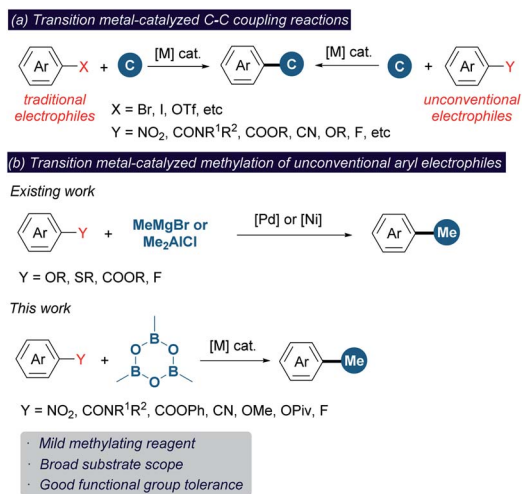 (a) Transition metal-catalyzed C-C coupling reactions
Ar X + C [M] cat. Ar C [M] cat. C + Ar Y
traditional electrophiles
unconventional electrophiles
X = Br, I, OTf, etc
Y = NO₂, CONR¹R², COOR, CN, OR, F, etc
(b) Transition metal-catalyzed methylation of unconventional aryl electrophiles
Existing work
Ar Y + MeMgBr or Me₂AlCl [Pd] or [Ni] Ar Me
Y = OR, SR, COOR, F
This work
Ar Y + B O B O B O [M] cat. Ar Me
Y = NO₂, CONR¹R², COOPh, CN, OMe, OPiv, F
· Mild methylating reagent
· Broad substrate scope
· Good functional group tolerance